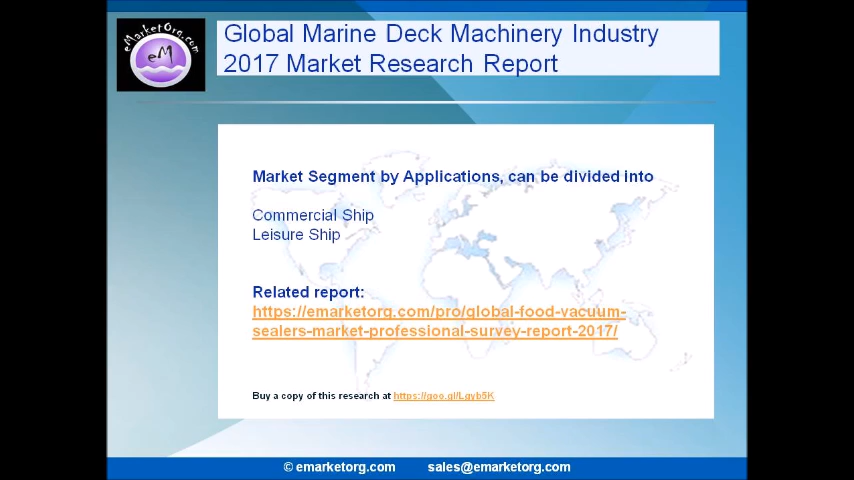 eMarketOrg.com
eM
Global Marine Deck Machinery Industry
2017 Market Research Report
Market Segment by Applications, can be divided into
Commercial Ship
Leisure Ship
Related report:
https://emarketorg.com/pro/global-food-vacuum-
sealers-market-professional-survey-report-2017/
Buy a copy of this research at https://goo.gl/Lgyb5K
© emarketorg.com sales@emarketorg.com